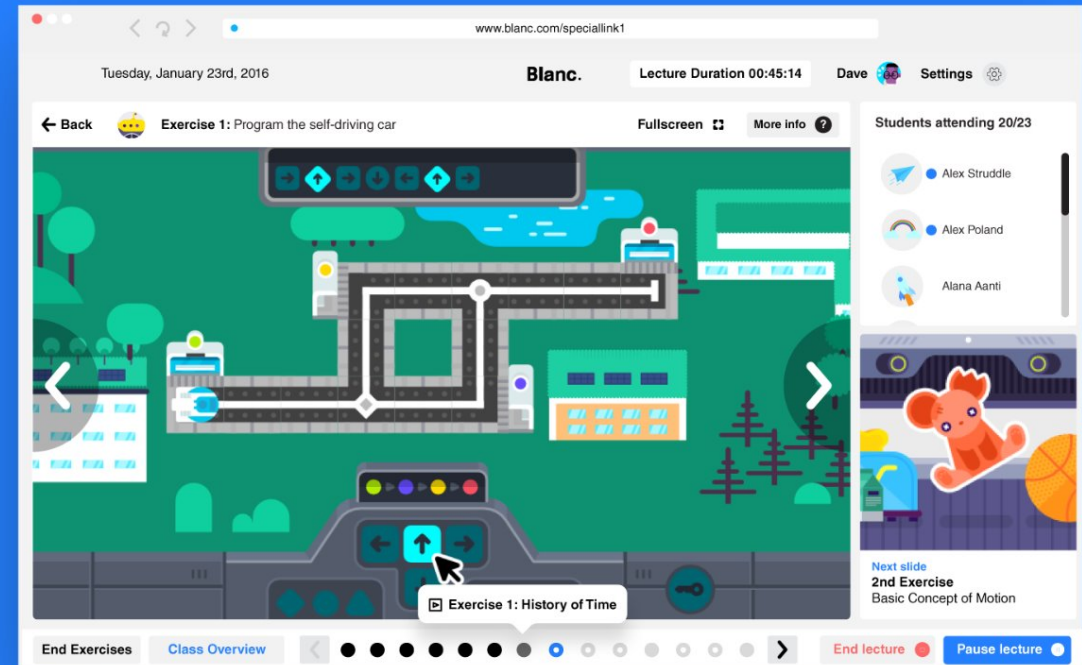 www.blanc.com/speciallink1
Tuesday, January 23rd, 2016
Blanc.
Lecture Duration 00:45:14
Dave
Settings
Back
Exercise 1: Program the self-driving car
Fullscreen
More info ?
Students attending 20/23
Alex Struddle
Alex Poland
Alana Aanti
Next slide
2nd Exercise
Basic Concept of Motion
Exercise 1: History of Time
End Exercises
Class Overview
End lecture
Pause lecture